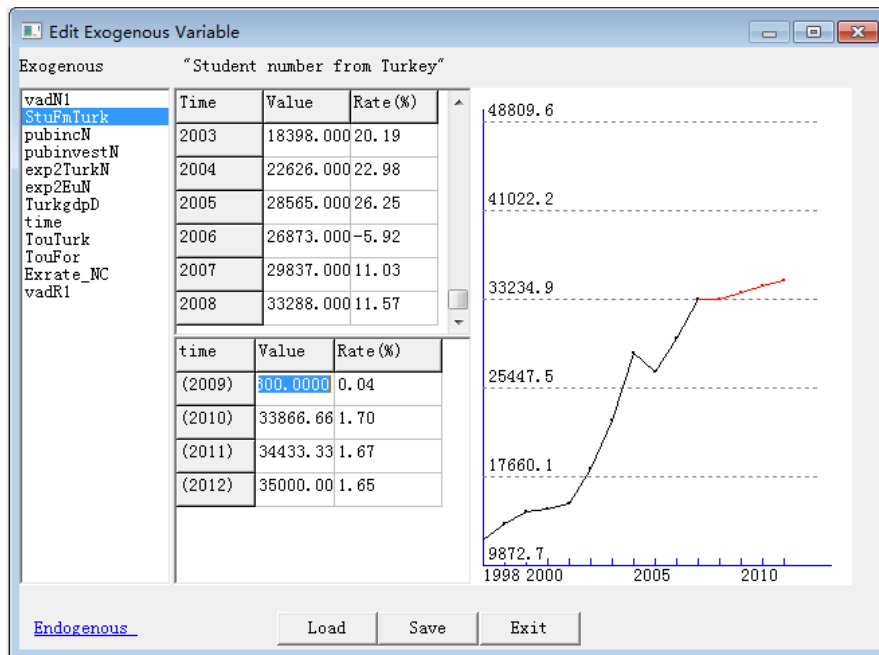 Edit Exogenous Variable
Exogenous "Student number from Turkey"
vadN1
StuFmTurk
pubincN
pubinvestN
exp2TurkN
exp2EuN
TurkgdpD
time
TouTurk
TouFor
Exrate_NC
vadR1
Time Value Rate(%)
2003 18398.000 20.19
2004 22626.000 22.98
2005 28565.000 26.25
2006 26873.000 -5.92
2007 29837.000 11.03
2008 33288.000 11.57
time Value Rate(%)
(2009) 300.0000 0.04
(2010) 33866.66 1.70
(2011) 34433.33 1.67
(2012) 35000.00 1.65
48809.6
41022.2
33234.9
25447.5
17660.1
9872.7
1998 2000 2005 2010
Endogenous Load Save Exit